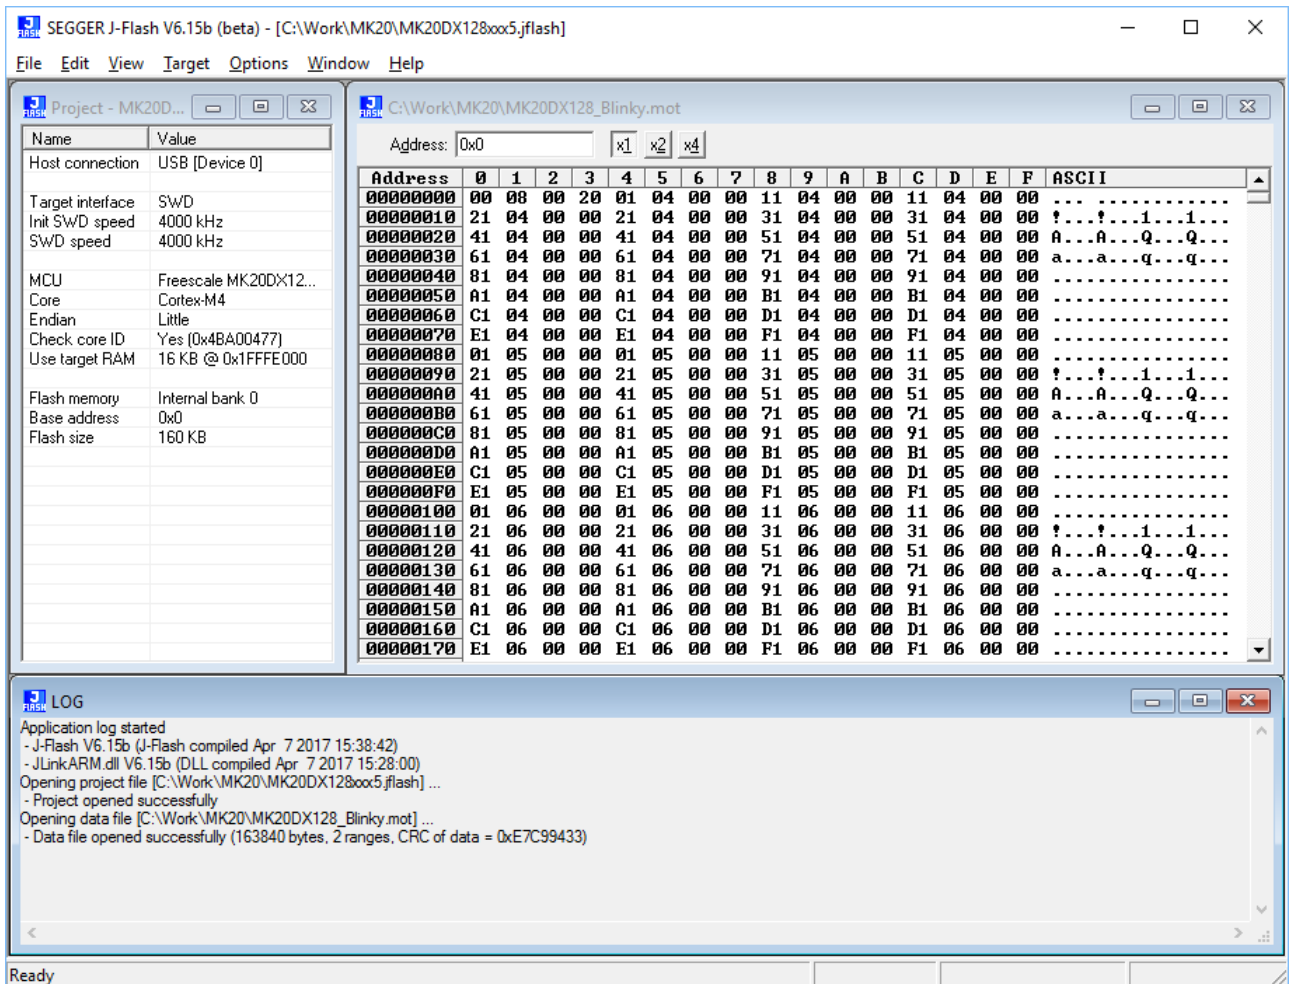 SEGGER J-Flash V6.15b (beta) - [C:\Work\MK20\MK20DX128xxx5.jflash]
File Edit View Target Options Window Help
Project - MK20D...
Name Value
Host connection USB [Device 0]
Target interface SWD
Init SWD speed 4000 kHz
SWD speed 4000 kHz
MCU Freescale MK20DX12...
Core Cortex-M4
Endian Little
Check core ID Yes (0x4BA00477)
Use target RAM 16 KB @ 0x1FFFE000
Flash memory Internal bank 0
Base address 0x0
Flash size 160 KB
C:\Work\MK20\MK20DX128_Blinky.mot
Address: 0x0 x1 x2 x4
Address 0 1 2 3 4 5 6 7 8 9 A B C D E F ASCII
00000000 00 08 00 20 01 04 00 00 11 04 00 00 11 04 00 00 ... ............
00000010 21 04 00 00 21 04 00 00 31 04 00 00 31 04 00 00 !...!...1...1...
00000020 41 04 00 00 41 04 00 00 51 04 00 00 51 04 00 00 A...A...Q...Q...
00000030 61 04 00 00 61 04 00 00 71 04 00 00 71 04 00 00 a...a...q...q...
00000040 81 04 00 00 81 04 00 00 91 04 00 00 91 04 00 00 ................
00000050 A1 04 00 00 A1 04 00 00 B1 04 00 00 B1 04 00 00 ................
00000060 C1 04 00 00 C1 04 00 00 D1 04 00 00 D1 04 00 00 ................
00000070 E1 04 00 00 E1 04 00 00 F1 04 00 00 F1 04 00 00 ................
00000080 01 05 00 00 01 05 00 00 11 05 00 00 11 05 00 00 ................
00000090 21 05 00 00 21 05 00 00 31 05 00 00 31 05 00 00 !...!...1...1...
000000A0 41 05 00 00 41 05 00 00 51 05 00 00 51 05 00 00 A...A...Q...Q...
000000B0 61 05 00 00 61 05 00 00 71 05 00 00 71 05 00 00 a...a...q...q...
000000C0 81 05 00 00 81 05 00 00 91 05 00 00 91 05 00 00 ................
000000D0 A1 05 00 00 A1 05 00 00 B1 05 00 00 B1 05 00 00 ................
000000E0 C1 05 00 00 C1 05 00 00 D1 05 00 00 D1 05 00 00 ................
000000F0 E1 05 00 00 E1 05 00 00 F1 05 00 00 F1 05 00 00 ................
00000100 01 06 00 00 01 06 00 00 11 06 00 00 11 06 00 00 ................
00000110 21 06 00 00 21 06 00 00 31 06 00 00 31 06 00 00 !...!...1...1...
00000120 41 06 00 00 41 06 00 00 51 06 00 00 51 06 00 00 A...A...Q...Q...
00000130 61 06 00 00 61 06 00 00 71 06 00 00 71 06 00 00 a...a...q...q...
00000140 81 06 00 00 81 06 00 00 91 06 00 00 91 06 00 00 ................
00000150 A1 06 00 00 A1 06 00 00 B1 06 00 00 B1 06 00 00 ................
00000160 C1 06 00 00 C1 06 00 00 D1 06 00 00 D1 06 00 00 ................
00000170 E1 06 00 00 E1 06 00 00 F1 06 00 00 F1 06 00 00 ................
LOG
Application log started
- J-Flash V6.15b (J-Flash compiled Apr 7 2017 15:38:42)
- JLinkARM.dll V6.15b (DLL compiled Apr 7 2017 15:28:00)
Opening project file [C:\Work\MK20\MK20DX128xxx5.jflash] ...
- Project opened successfully
Opening data file [C:\Work\MK20\MK20DX128_Blinky.mot] ...
- Data file opened successfully (163840 bytes, 2 ranges, CRC of data = 0xE7C99433)
Ready